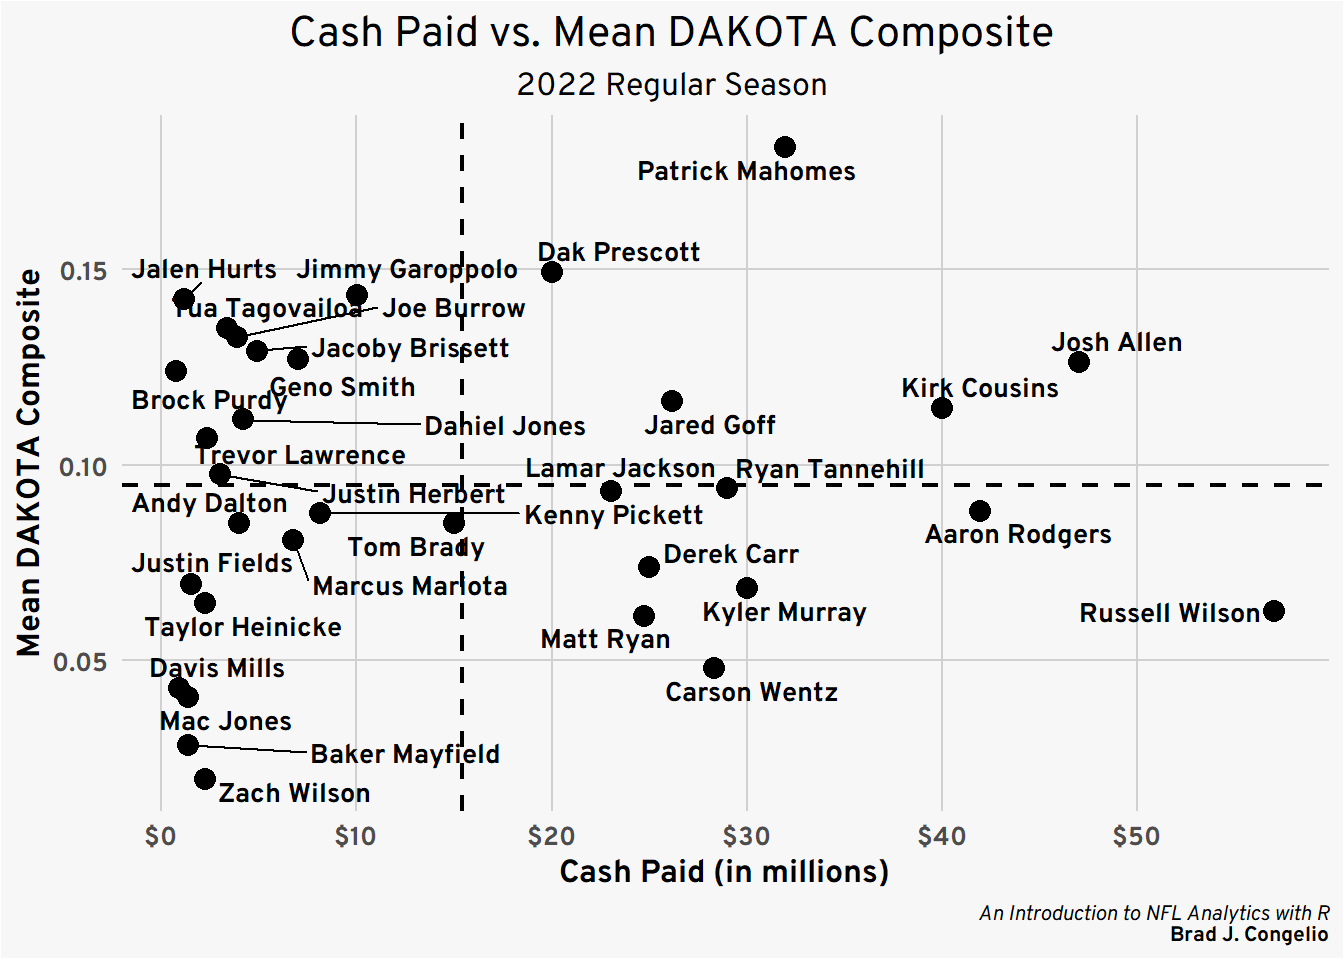 Cash Paid vs. Mean DAKOTA Composite
2022 Regular Season
Patrick Mahomes
Dak Prescott
Jalen Hurts
Jimmy Garoppolo
Tua Tagovailoa
Joe Burrow
Jacoby Brissett
Josh Allen
Geno Smith
Kirk Cousins
Brock Purdy
Daniel Jones
Jared Goff
Trevor Lawrence
Lamar Jackson
Ryan Tannehill
Justin Herbert
Andy Dalton
Kenny Pickett
Aaron Rodgers
Tom Brady
Derek Carr
Justin Fields
Marcus Mariota
Kyler Murray
Russell Wilson
Taylor Heinicke
Matt Ryan
Davis Mills
Carson Wentz
Mac Jones
Baker Mayfield
Zach Wilson
0.15
0.10
0.05
Mean DAKOTA Composite
$0
$10
$20
$30
$40
$50
Cash Paid (in millions)
An Introduction to NFL Analytics with R
Brad J. Congelio